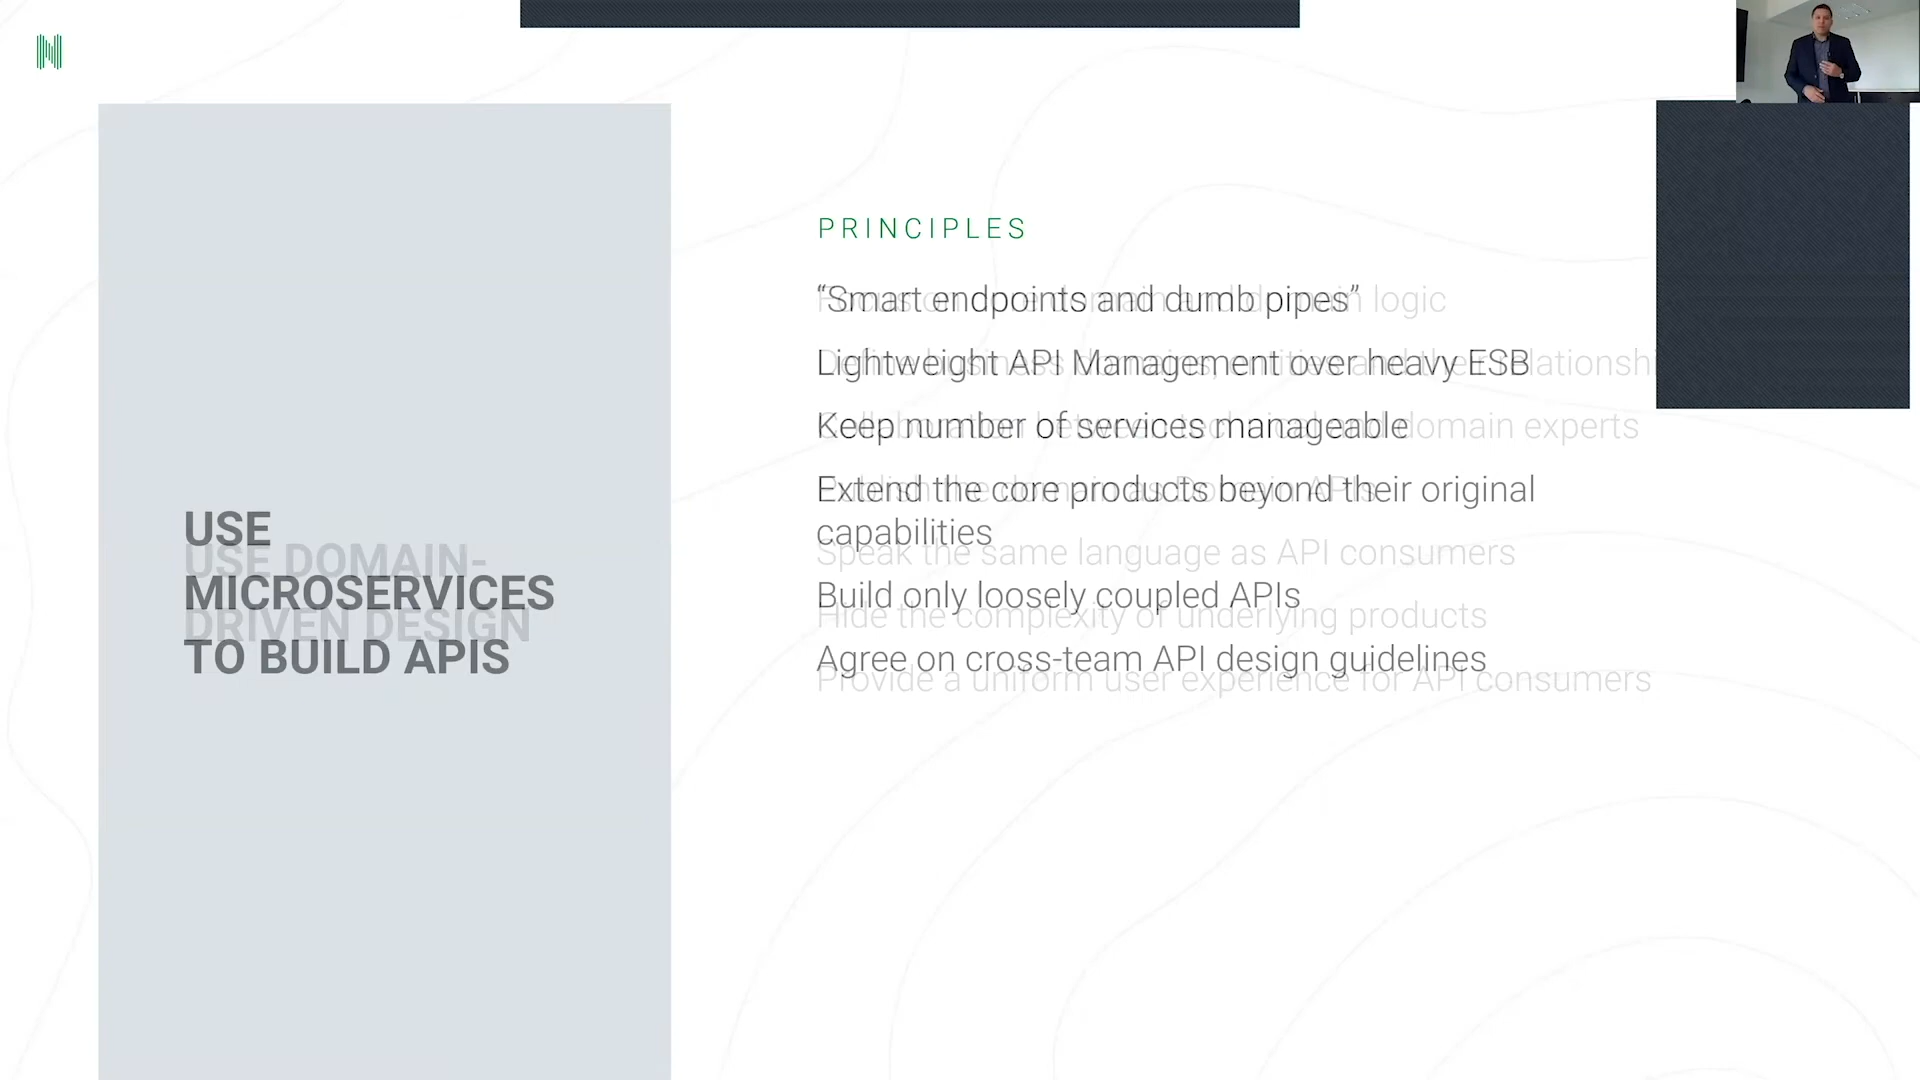 PRINCIPLES
“Smart endpoints and dumb pipes”
Lightweight API Management over heavy ESB
Keep number of services manageable
Extend the core products beyond their original
capabilities
Build only loosely coupled APIs
Agree on cross-team API design guidelines
USE
MICROSERVICES
TO BUILD APIS
USE DOMAIN-
DRIVEN DESIGN
domain logic
domain experts
Speak the same language as API consumers
Hide the complexity of underlying products
Provide a uniform user experience for API consumers